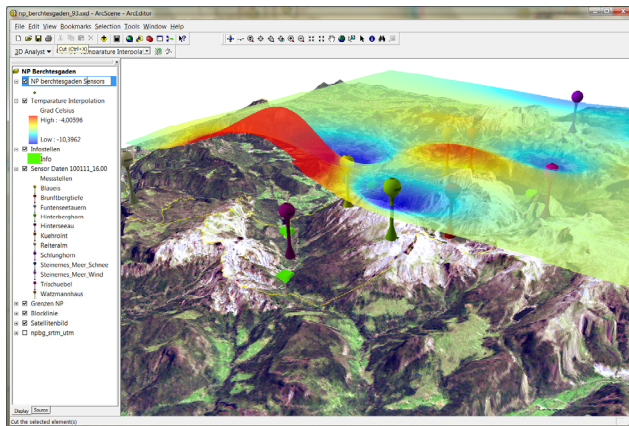 np_berchtesgaden_93.sxd - ArcScene - ArcEditor
File Edit View Bookmarks Selection Tools Window Help
Cut (Ctrl+X)
3D Analyst
Temparature Interpolat
NP Berchtesgaden
NP berchtesgaden Sensors
Temparature Interpolation
Grad Celsius
High : -4,00596
Low : -10,3962
Infostellen
Info
Sensor Daten 100111_16.00
Messstellen
Blaueis
Brunftbergtiefe
Funtenseetauern
Hinterberghorn
Hinterseeau
Kuehroint
Reiteralm
Schlunghorn
Steinernes_Meer_Schnee
Steinernes_Meer_Wind
Trischuebel
Watzmannhaus
Grenzen NP
Blocklinie
Satellitenbild
npbg_srtm_utm
Display Source
Cut the selected element(s)